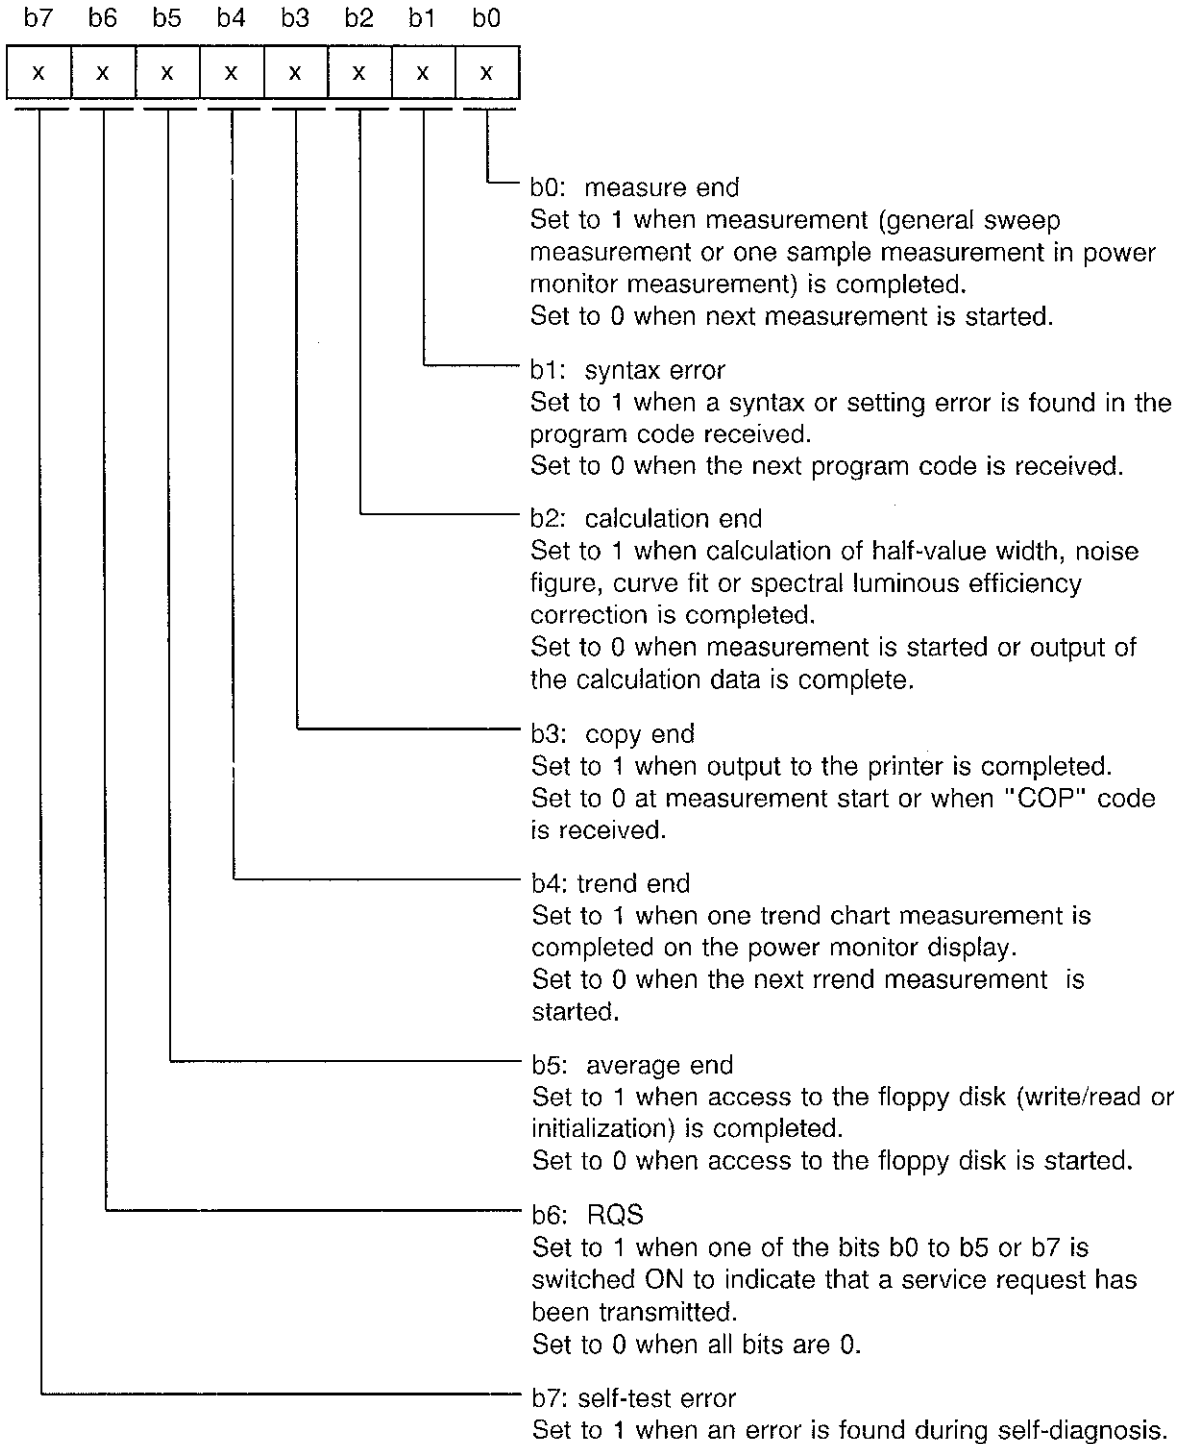 b7 b6 b5 b4 b3 b2 b1 b0
x x x x x x x x
b0: measure end
Set to 1 when measurement (general sweep
measurement or one sample measurement in power
monitor measurement) is completed.
Set to 0 when next measurement is started.
b1: syntax error
Set to 1 when a syntax or setting error is found in the
program code received.
Set to 0 when the next program code is received.
b2: calculation end
Set to 1 when calculation of half-value width, noise
figure, curve fit or spectral luminous efficiency
correction is completed.
Set to 0 when measurement is started or output of
the calculation data is complete.
b3: copy end
Set to 1 when output to the printer is completed.
Set to 0 at measurement start or when "COP" code
is received.
b4: trend end
Set to 1 when one trend chart measurement is
completed on the power monitor display.
Set to 0 when the next rrend measurement is
started.
b5: average end
Set to 1 when access to the floppy disk (write/read or
initialization) is completed.
Set to 0 when access to the floppy disk is started.
b6: RQS
Set to 1 when one of the bits b0 to b5 or b7 is
switched ON to indicate that a service request has
been transmitted.
Set to 0 when all bits are 0.
b7: self-test error
Set to 1 when an error is found during self-diagnosis.